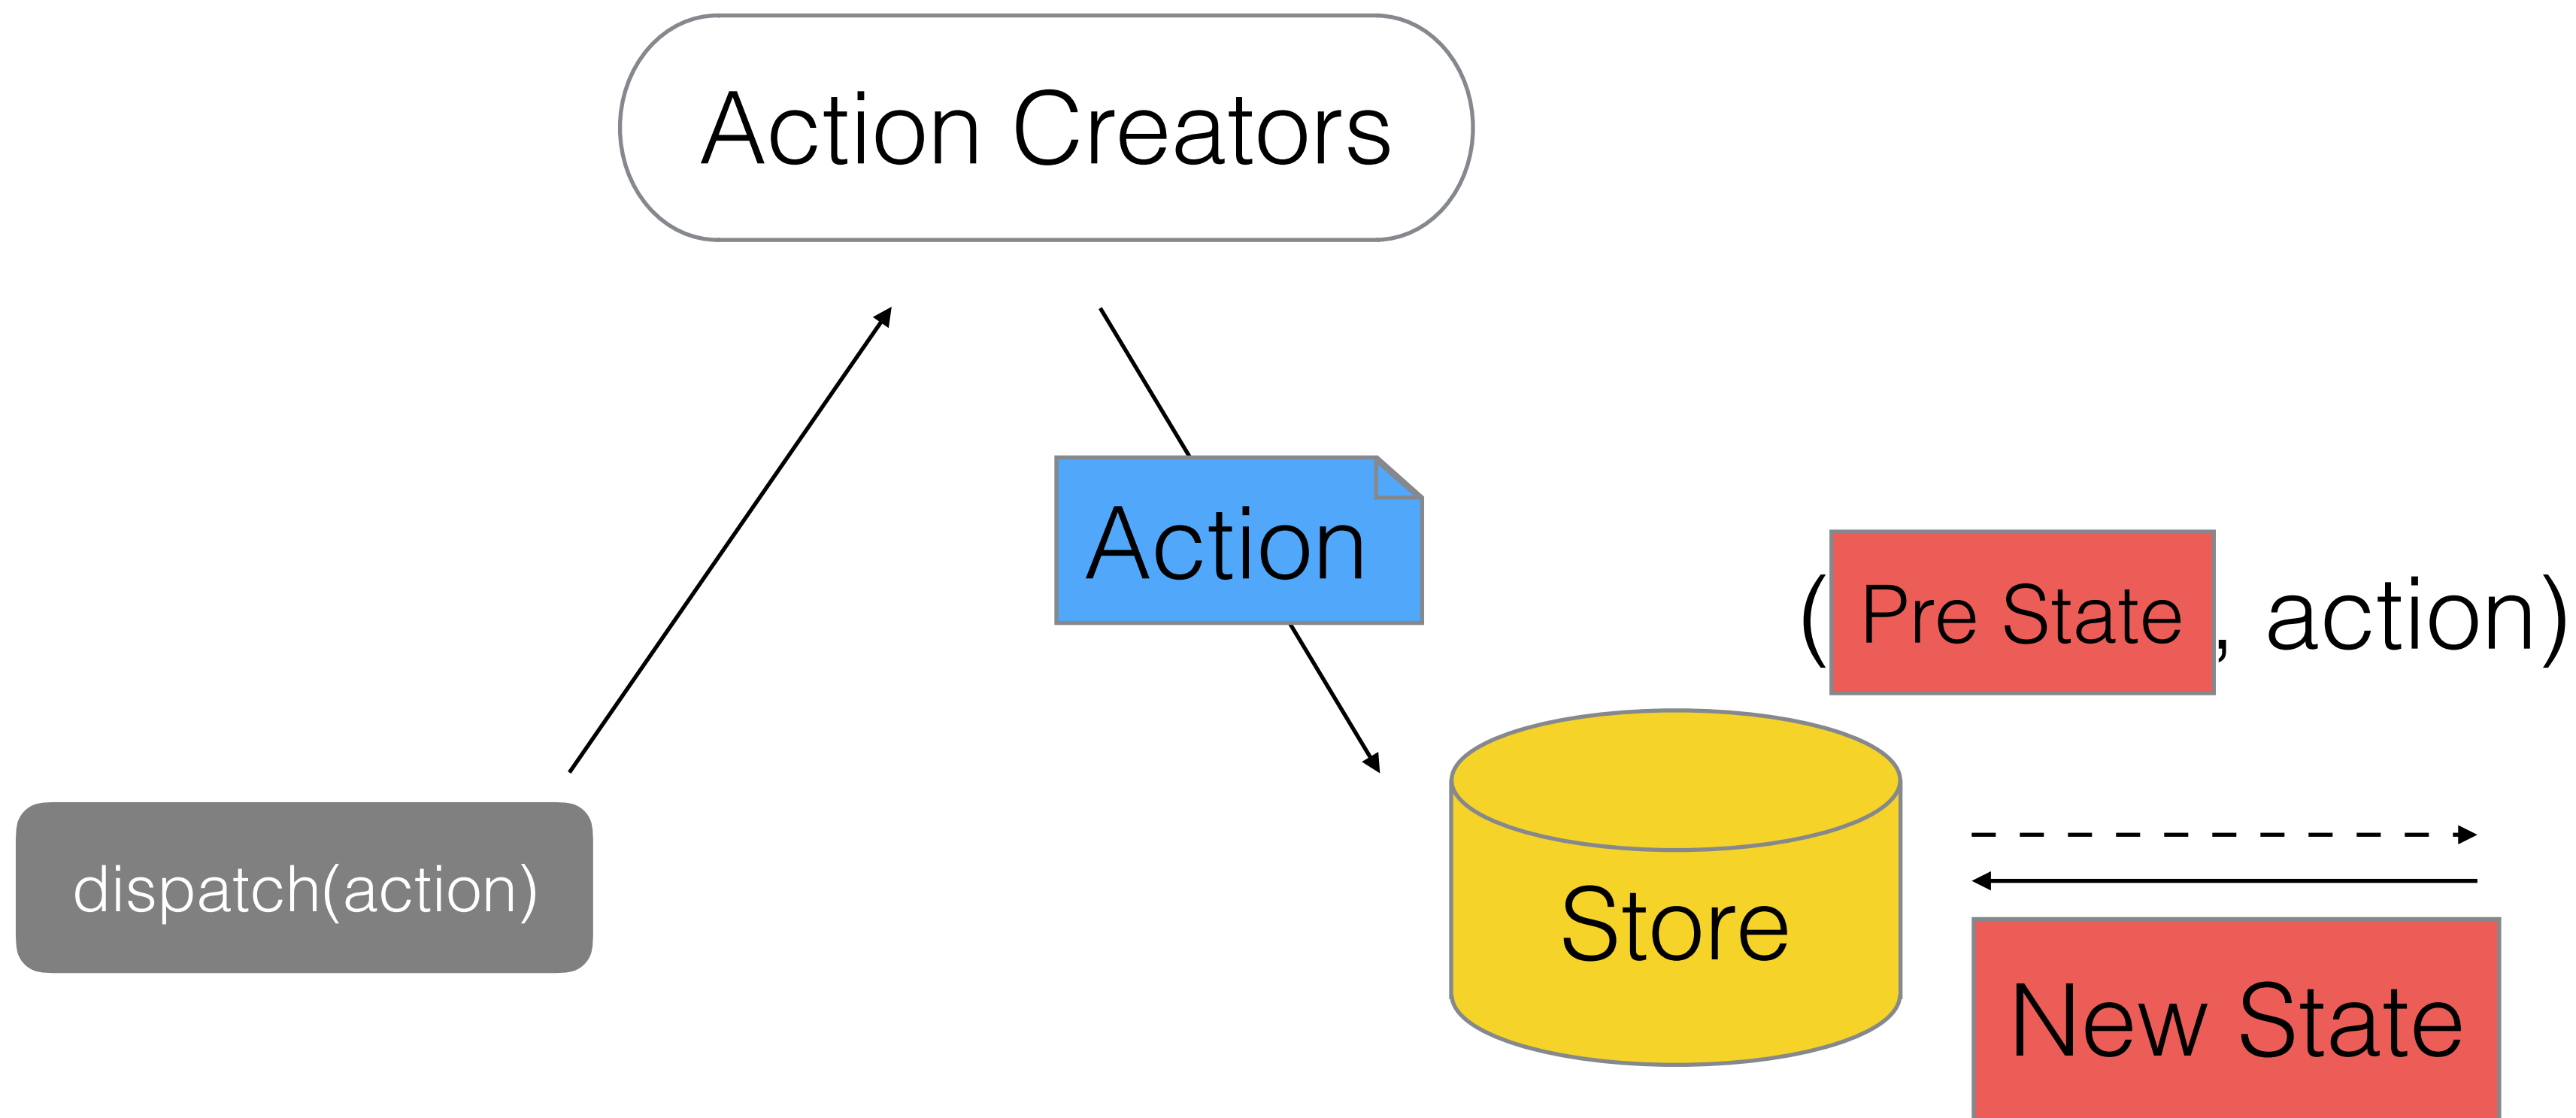 Action Creators
Action
(Pre State, action)
dispatch(action)
Store
New State